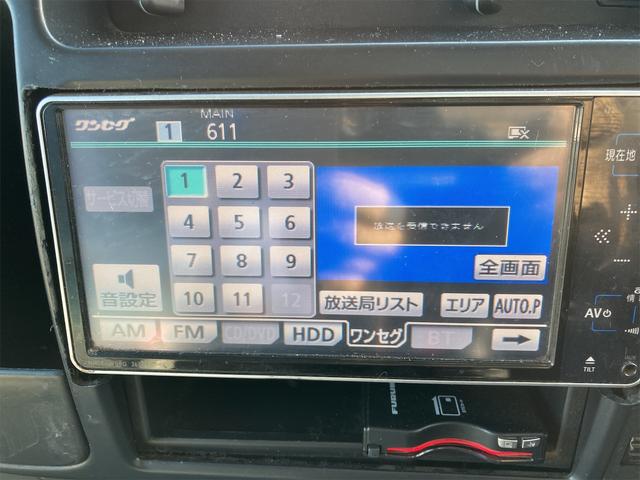 ワンセグ
1
MAIN
611
現在地
サービス切替
1 2 3
4 5 6
7 8 9
10 11 12
放送を受信できません
全画面
音設定
放送局リスト
エリア
AUTO.P
AV
AM
FM
CD/DVD
HDD
ワンセグ
BT
TILT
FURUNO